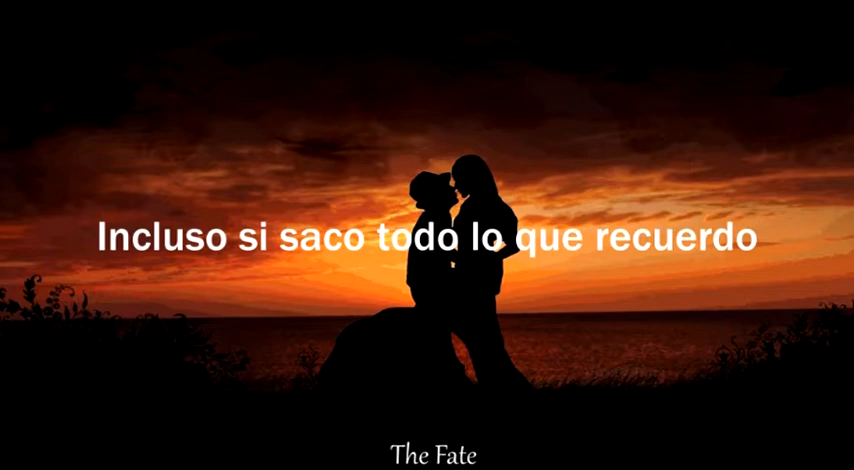 Incluso si saco todo lo que recuerdo
The Fate